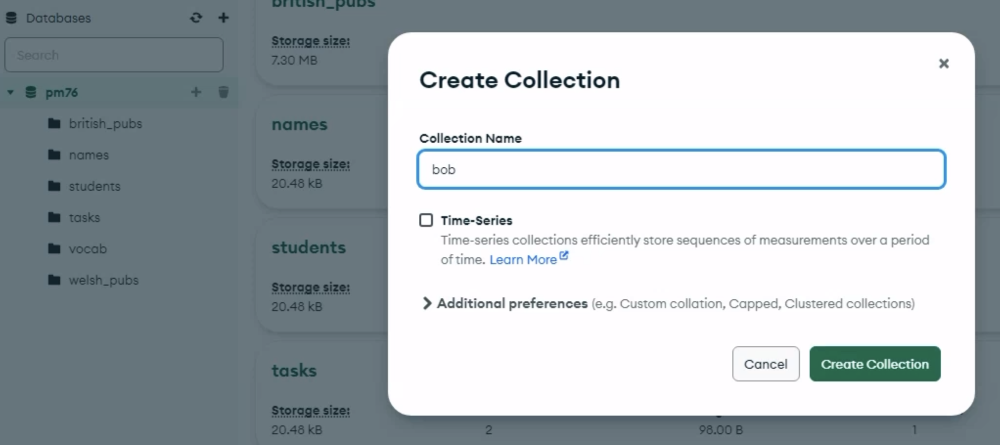 Databases
Search
pm76
british_pubs
names
students
tasks
vocab
welsh_pubs
british_pubs
Storage size:
7.30 MB
names
Storage size:
20.48 kB
students
Storage size:
20.48 kB
tasks
Storage size:
20.48 kB
2
98.00 B
1
Create Collection
Collection Name
bob
Time-Series
Time-series collections efficiently store sequences of measurements over a period
of time. Learn More
Additional preferences (e.g. Custom collation, Capped, Clustered collections)
Cancel
Create Collection